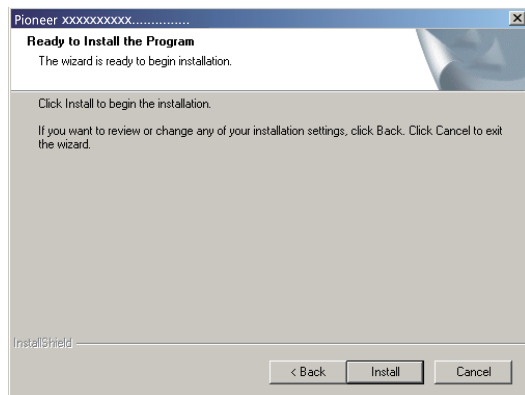 Pioneer xxxxxxxxxx...............
Ready to Install the Program
The wizard is ready to begin installation.
Click Install to begin the installation.
If you want to review or change any of your installation settings, click Back. Click Cancel to exit
the wizard.
InstallShield
< Back Install Cancel